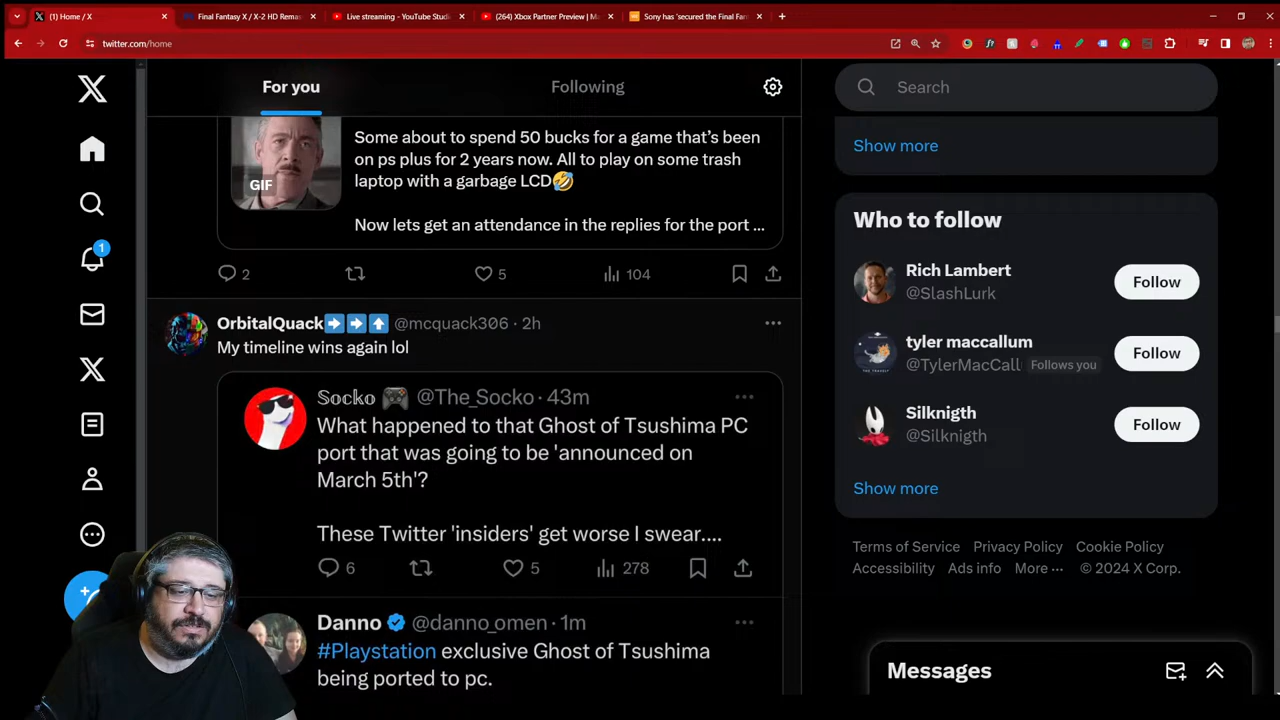 (1) Home / X
Final Fantasy X / X-2 HD Remas
Live streaming - YouTube Studi
(264) Xbox Partner Preview | Ma
Sony has 'secured the Final Fan
twitter.com/home
For you
Following
Search
GIF
Some about to spend 50 bucks for a game that's been
on ps plus for 2 years now. All to play on some trash
laptop with a garbage LCD🤣
Now lets get an attendance in the replies for the port ...
2
5
104
OrbitalQuack➡️➡️⬆️ @mcquack306 · 2h
My timeline wins again lol
𝕊𝕠𝕔𝕜𝕠 🎮 @The_Socko · 43m
What happened to that Ghost of Tsushima PC
port that was going to be 'announced on
March 5th'?
These Twitter 'insiders' get worse I swear....
6
5
278
Danno @danno_omen · 1m
#Playstation exclusive Ghost of Tsushima
being ported to pc.
1
Show more
Who to follow
Rich Lambert
@SlashLurk
Follow
tyler maccallum
@TylerMacCall
Follows you
Follow
Silknigth
@Silknigth
Follow
Show more
Terms of Service Privacy Policy Cookie Policy
Accessibility Ads info More ··· © 2024 X Corp.
Messages